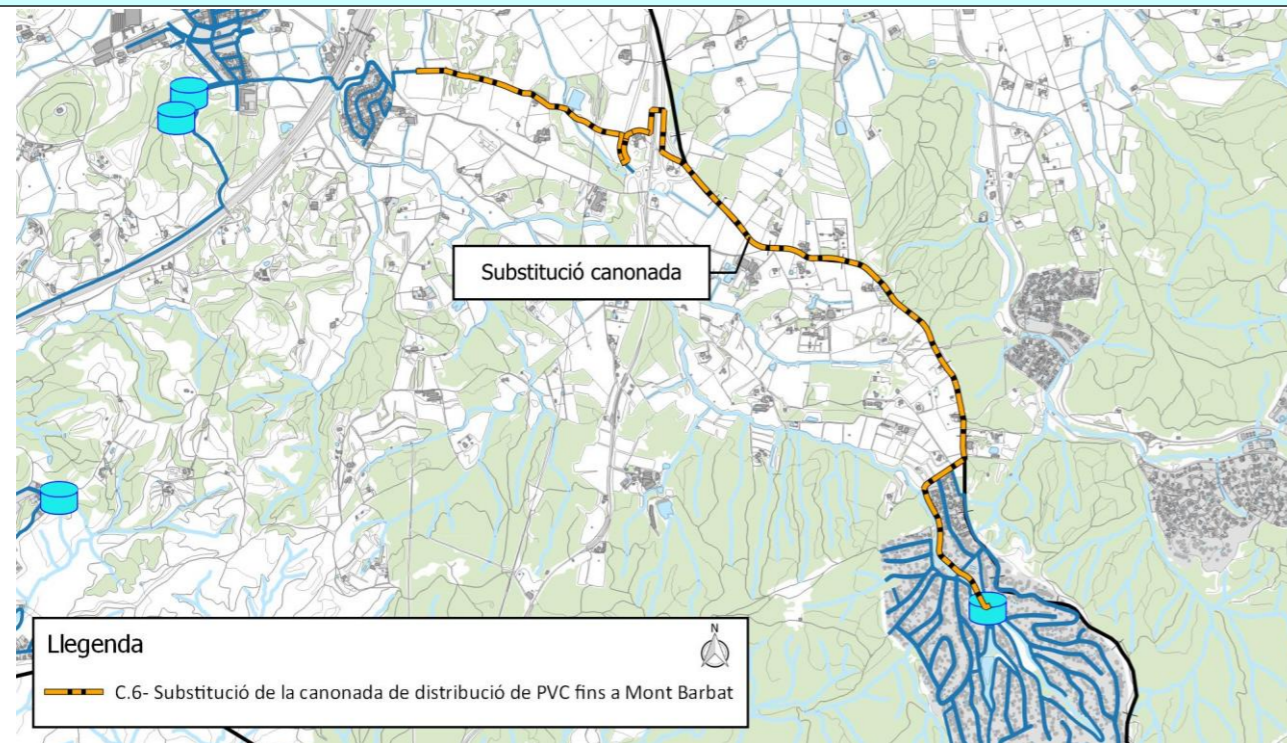 Substitució canonada
Llegenda
N
C.6- Substitució de la canonada de distribució de PVC fins a Mont Barbat